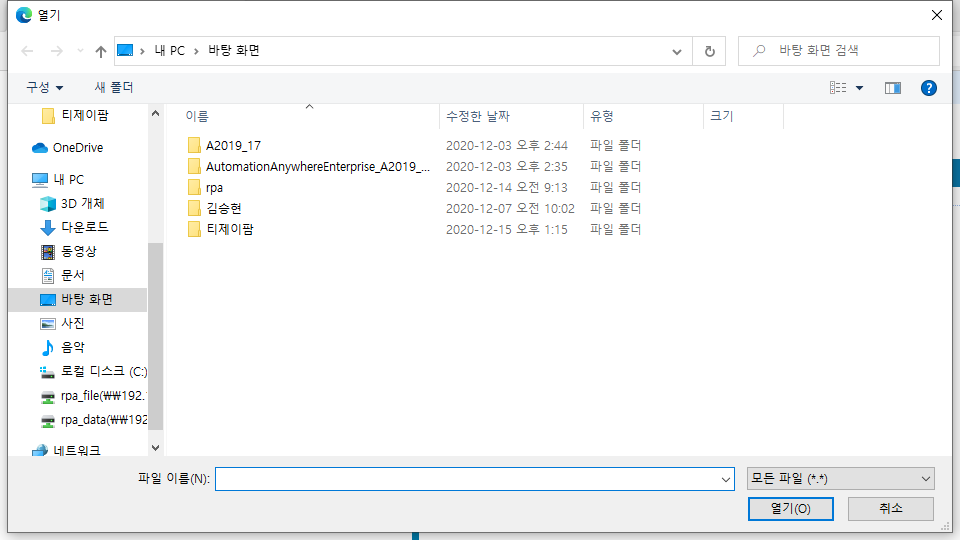 열기
내 PC > 바탕 화면
바탕 화면 검색
구성
새 폴더
이름 수정한 날짜 유형 크기
티제이팜
OneDrive
내 PC
3D 개체
다운로드
동영상
문서
바탕 화면
사진
음악
로컬 디스크 (C:)
rpa_file(₩₩192.
rpa_data(₩₩192
네트워크
A2019_17 2020-12-03 오후 2:44 파일 폴더
AutomationAnywhereEnterprise_A2019_... 2020-12-03 오후 2:35 파일 폴더
rpa 2020-12-14 오전 9:13 파일 폴더
김승현 2020-12-07 오전 10:02 파일 폴더
티제이팜 2020-12-15 오후 1:15 파일 폴더
파일 이름(N):
모든 파일 (*.*)
열기(O)
취소